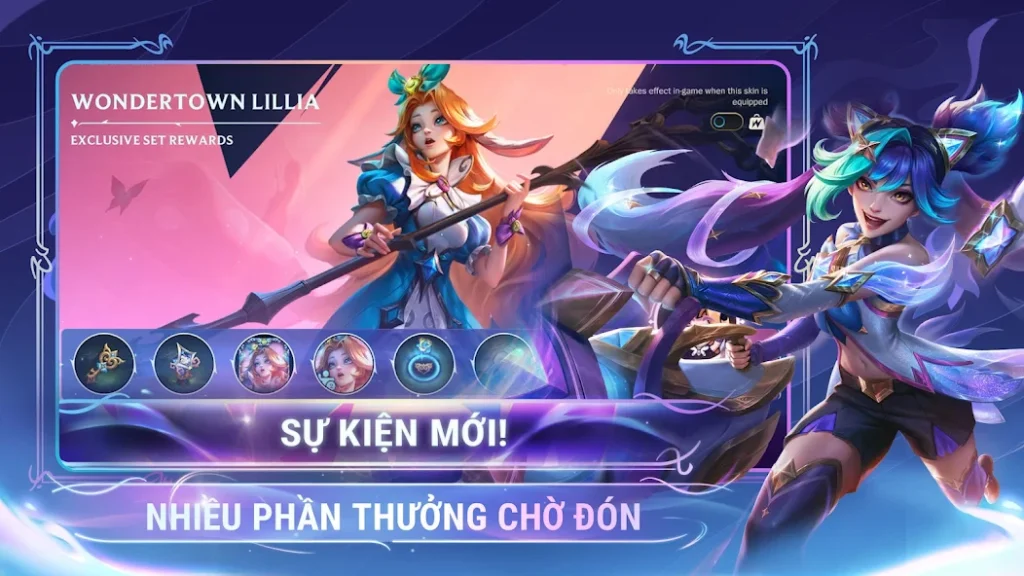 WONDERTOWN LILLIA
EXCLUSIVE SET REWARDS
takes effect in-game when this skin is
equipped
SỰ KIỆN MỚI!
NHIỀU PHẦN THƯỞNG CHỜ ĐÓN